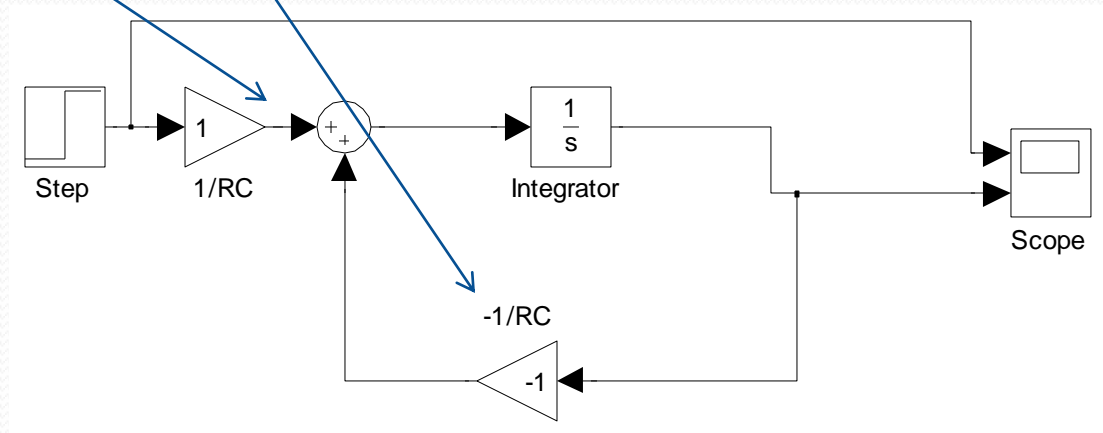 1
+
+
1
s
Step
1/RC
Integrator
Scope
-1/RC
-1